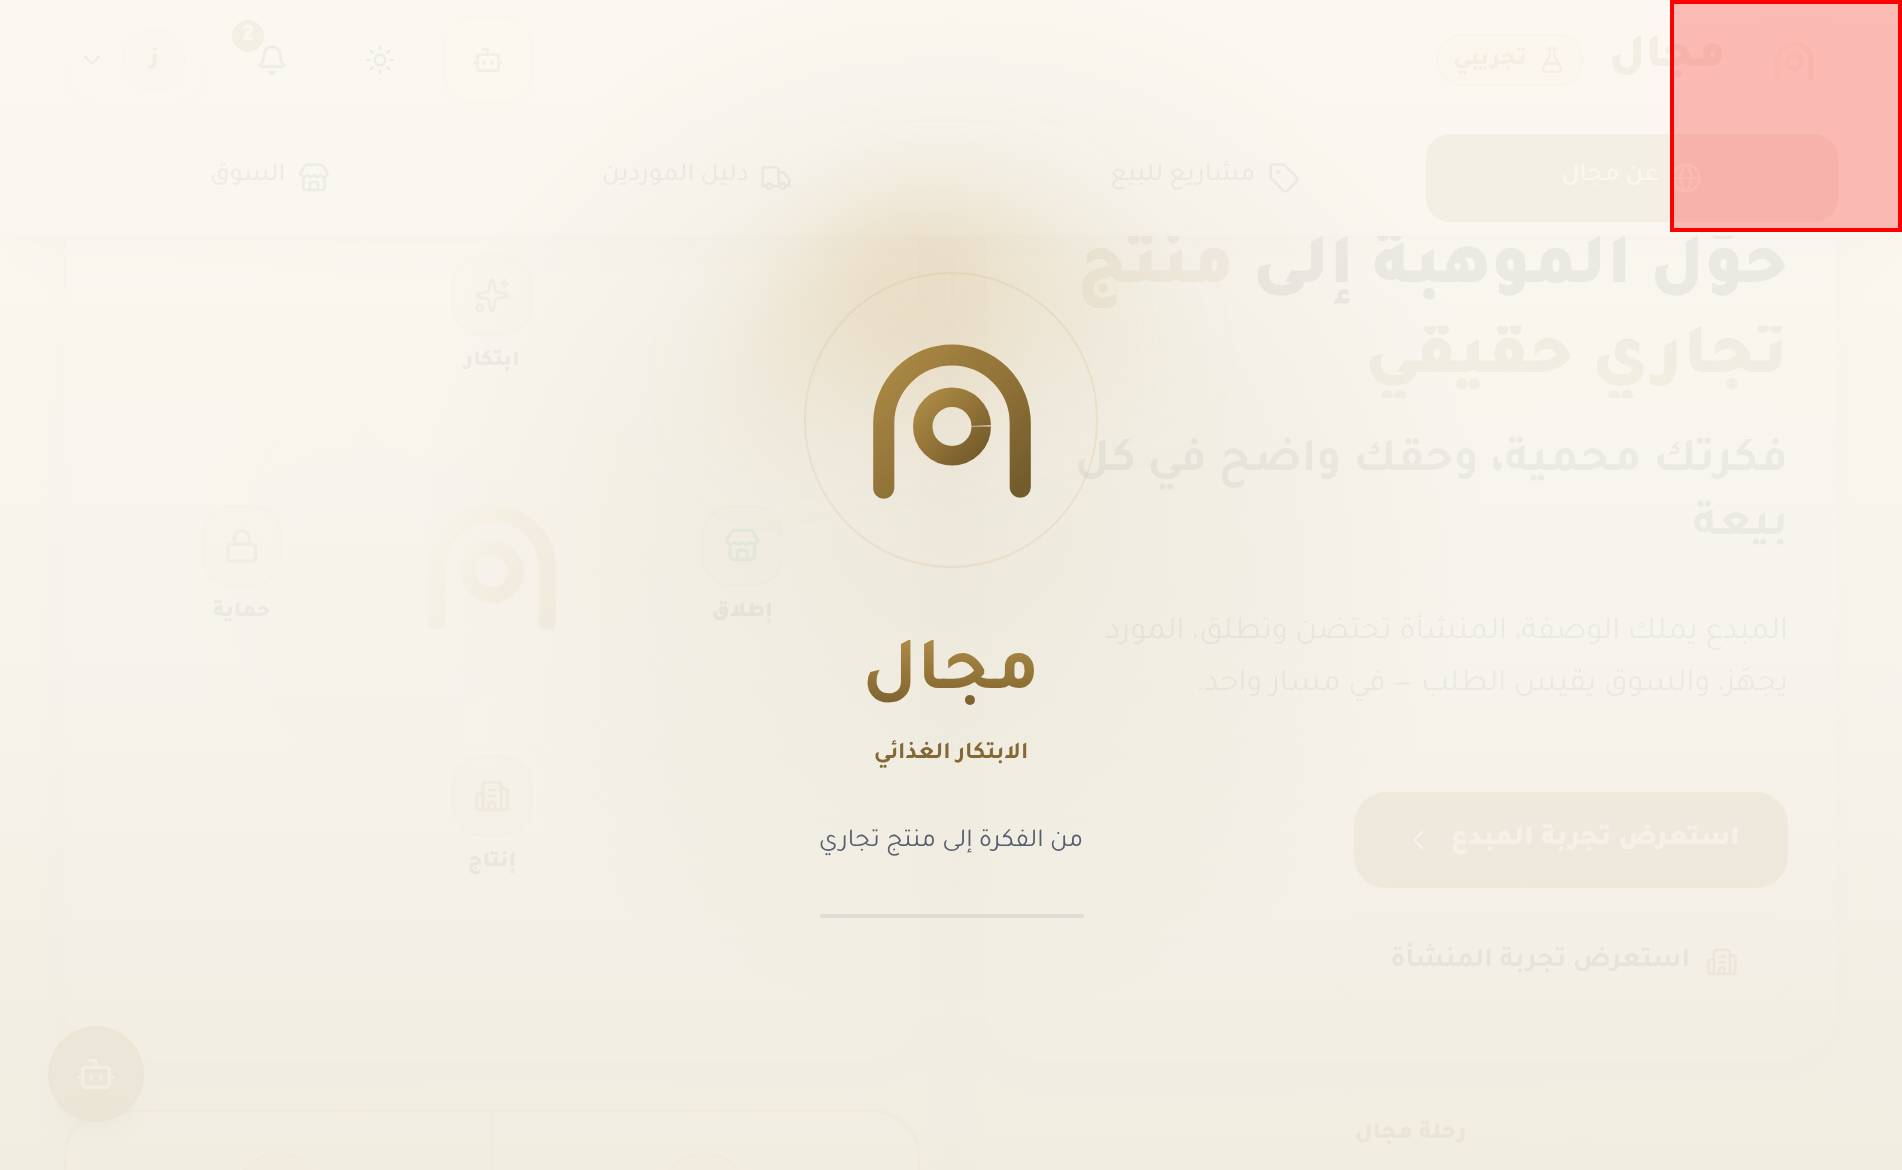 مجال
تجريبي
2
ز
عن مجال
مشاريع للبيع
دليل الموردين
السوق
حوّل الموهبة إلى منتج
تجاري حقيقي
فكرتك محمية، وحقك واضح في كل
بيعة
المبدع يملك الوصفة، المنشأة تحتضن وتطلق، المورد
يجهّز، والسوق يقيس الطلب – في مسار واحد.
استعرض تجربة المبدع
استعرض تجربة المنشأة
ابتكار
حماية
إطلاق
إنتاج
مجال
الابتكار الغذائي
من الفكرة إلى منتج تجاري
رحلة مجال